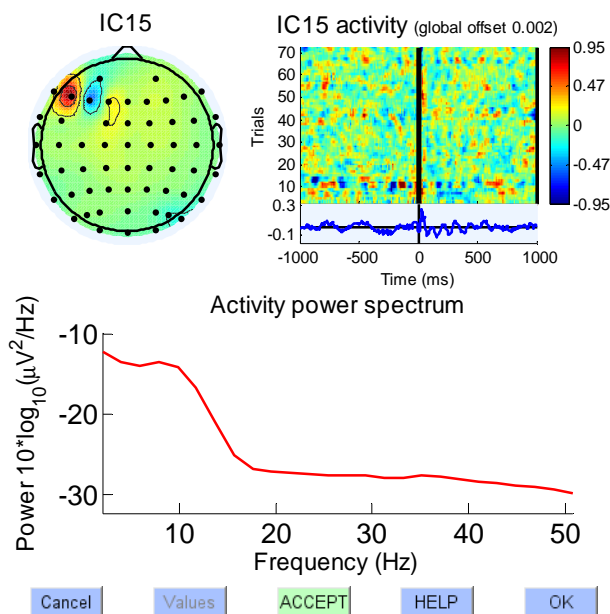 IC15
IC15 activity (global offset 0.002)
Trials
70
60
50
40
30
20
10
0.3
-0.1
-1000 -500 0 500 1000
Time (ms)
0.95
0.47
0
-0.47
-0.95
Activity power spectrum
Power 10*log10(μV2/Hz)
-10
-20
-30
10 20 30 40 50
Frequency (Hz)
Cancel Values ACCEPT HELP OK